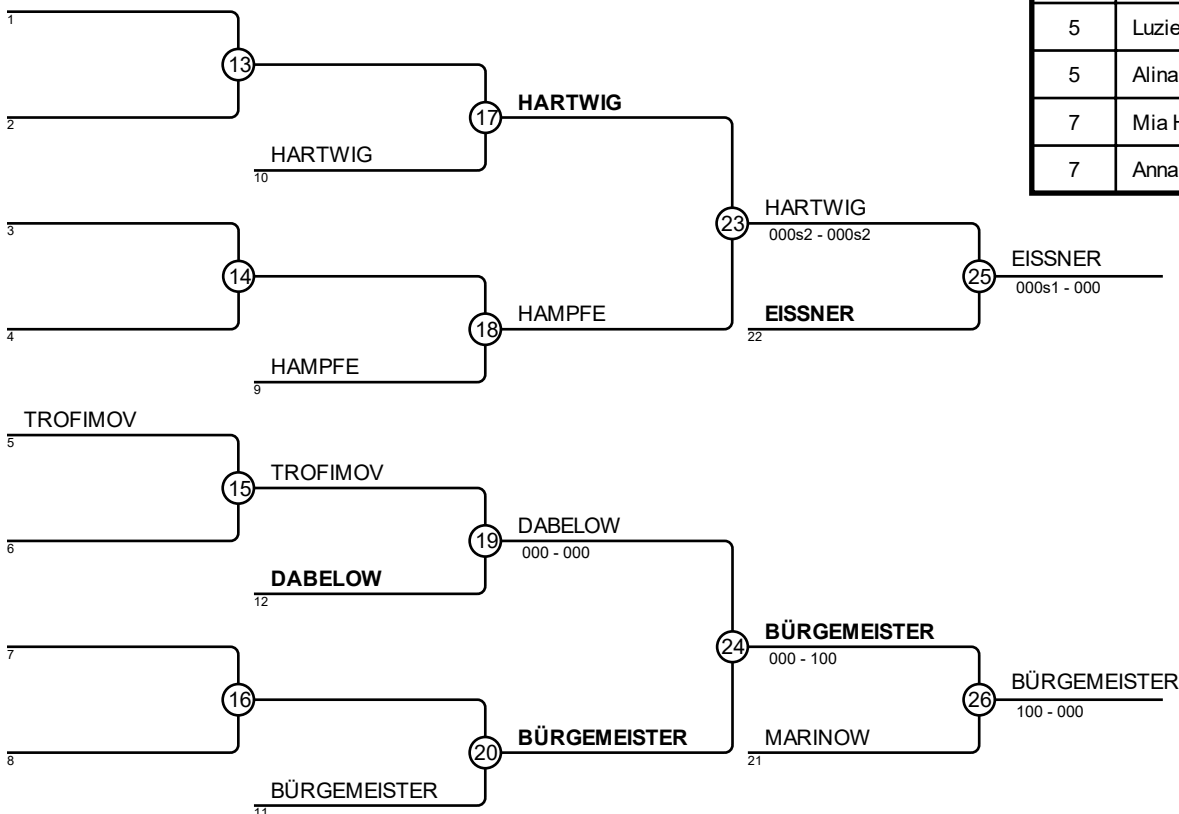 1
13
2
17
HARTWIG
HARTWIG
10
3
14
4
18
HAMPFE
HAMPFE
9
23
HARTWIG
000s2 - 000s2
EISSNER
22
25
EISSNER
000s1 - 000
TROFIMOV
5
15
TROFIMOV
6
19
DABELOW
000 - 000
DABELOW
12
7
16
8
20
BÜRGEMEISTER
BÜRGEMEISTER
11
24
BÜRGEMEISTER
000 - 100
MARINOW
21
26
BÜRGEMEISTER
100 - 000
5 Luzie
5 Alina
7 Mia H
7 Anna